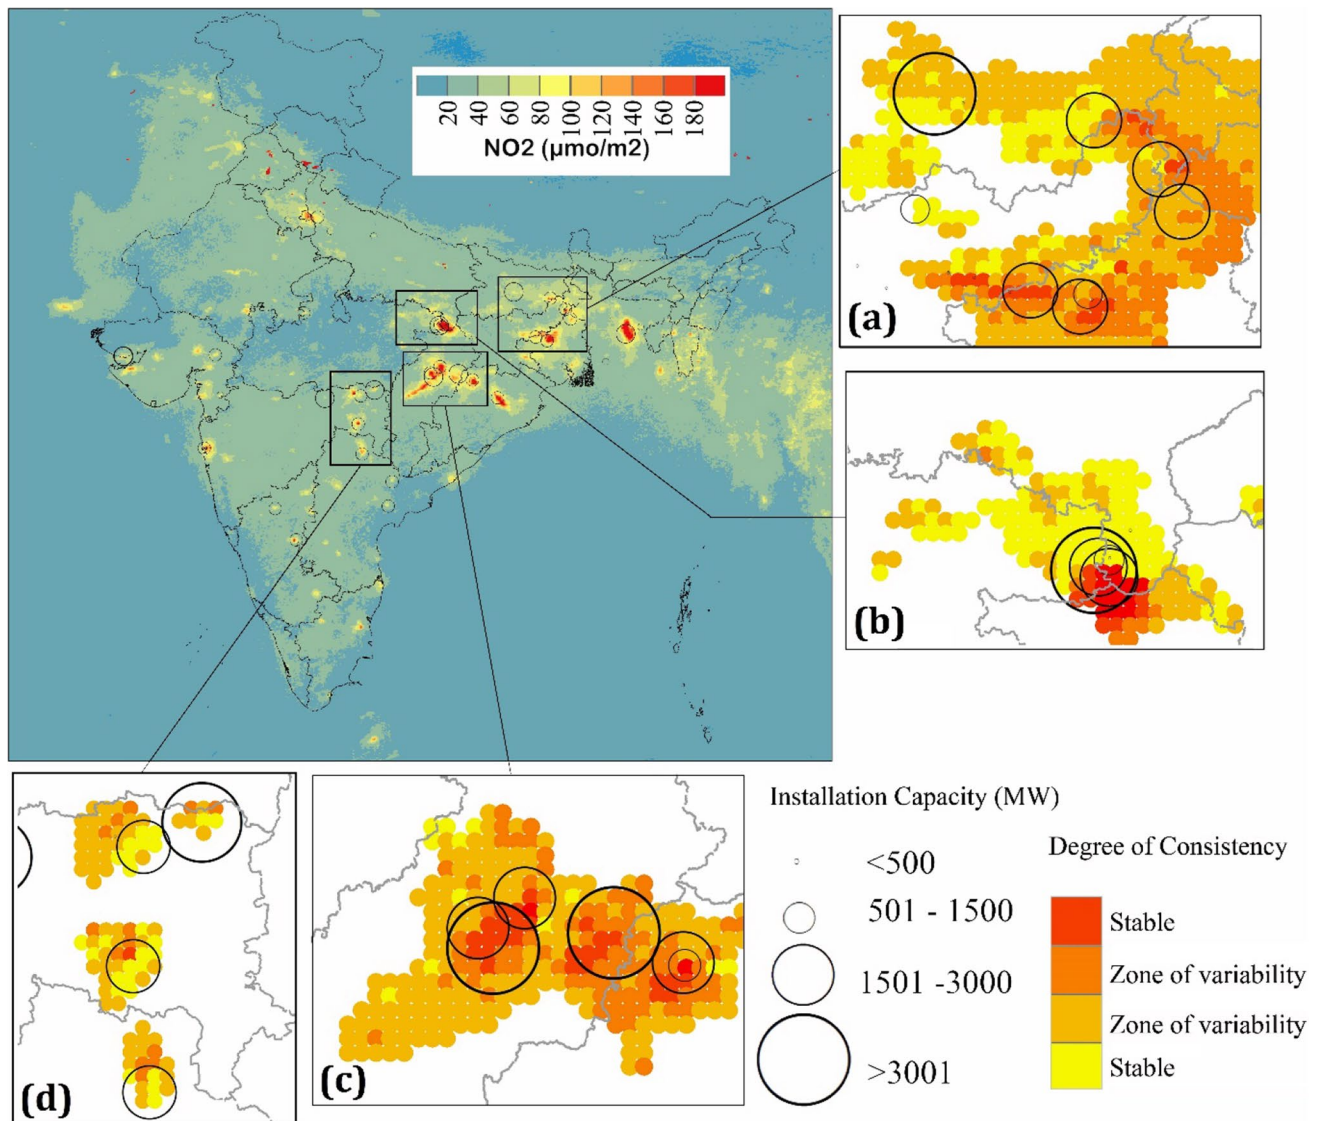 20
40
60
80
100
120
140
160
180
NO2 (µmo/m2)
(a)
(b)
(c)
(d)
Installation Capacity (MW)
<500
501 - 1500
1501 -3000
>3001
Degree of Consistency
Stable
Zone of variability
Zone of variability
Stable